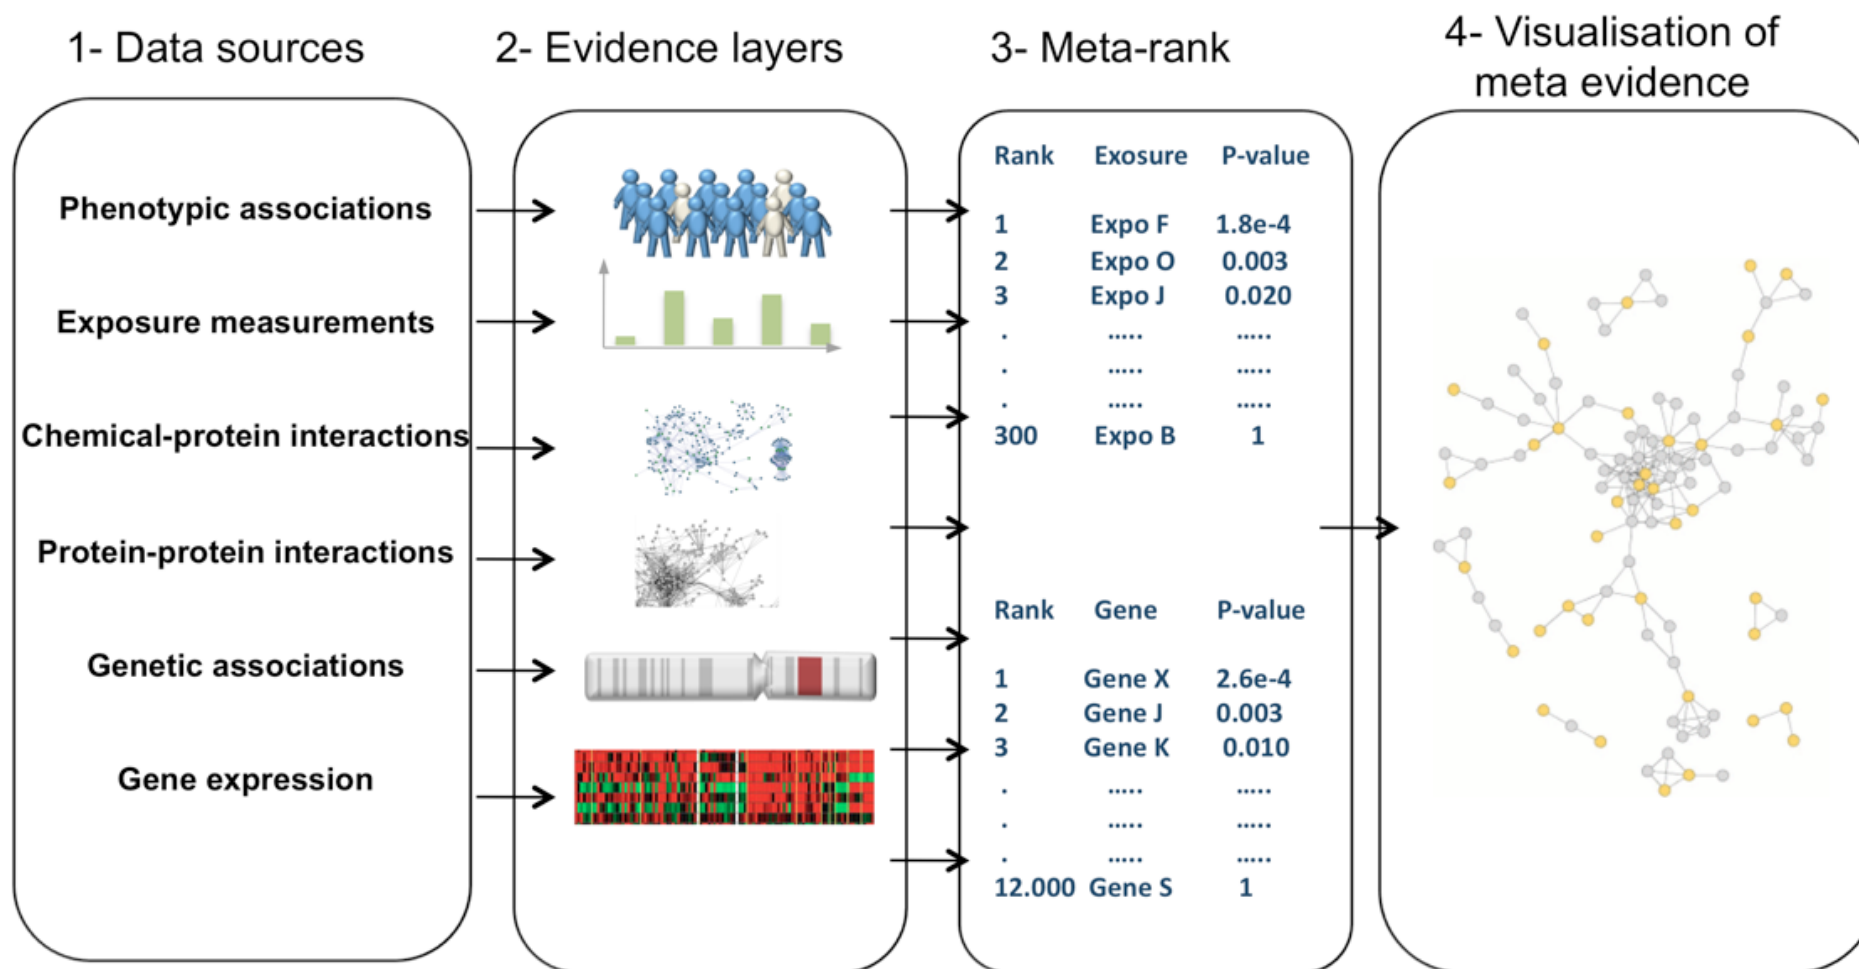 1- Data sources
2- Evidence layers
3- Meta-rank
4- Visualisation of
meta evidence
Phenotypic associations
Exposure measurements
Chemical-protein interactions
Protein-protein interactions
Genetic associations
Gene expression
Rank Exosure P-value
1 Expo F 1.8e-4
2 Expo O 0.003
3 Expo J 0.020
. ..... .....
. ..... .....
. ..... .....
300 Expo B 1
Rank Gene P-value
1 Gene X 2.6e-4
2 Gene J 0.003
3 Gene K 0.010
. ..... .....
. ..... .....
. ..... .....
12.000 Gene S 1